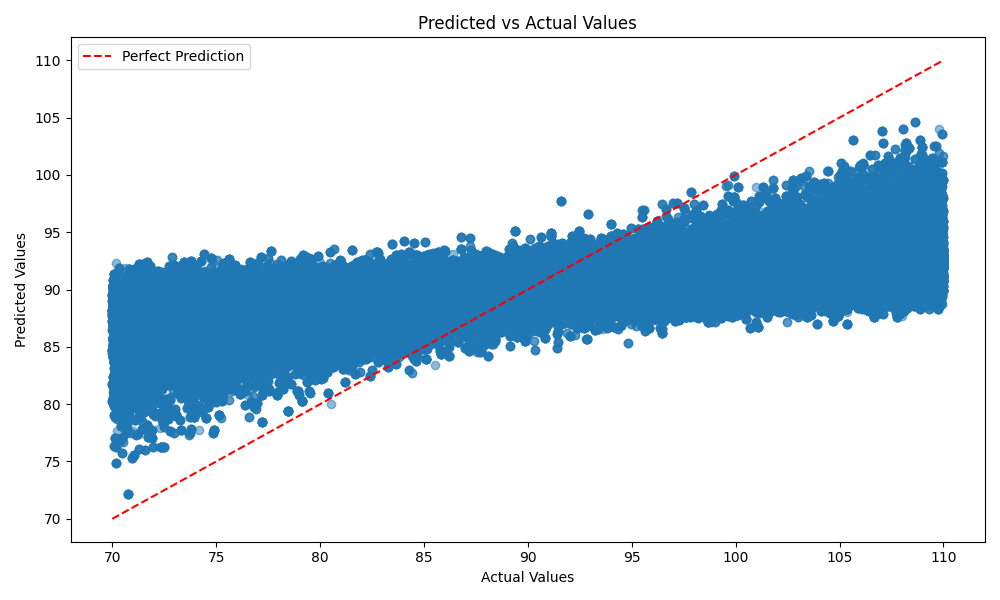 Predicted vs Actual Values
Perfect Prediction
110
105
100
95
90
85
80
75
70
Predicted Values
70 75 80 85 90 95 100 105 110
Actual Values